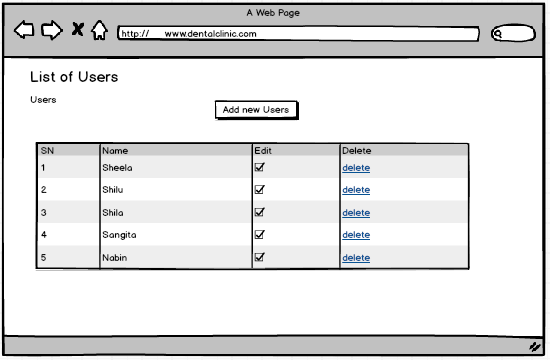 A Web Page
http:// www.dentalclinic.com
List of Users
Users
Add new Users
SN Name Edit Delete
1 Sheela delete
2 Shilu delete
3 Shila delete
4 Sangita delete
5 Nabin delete